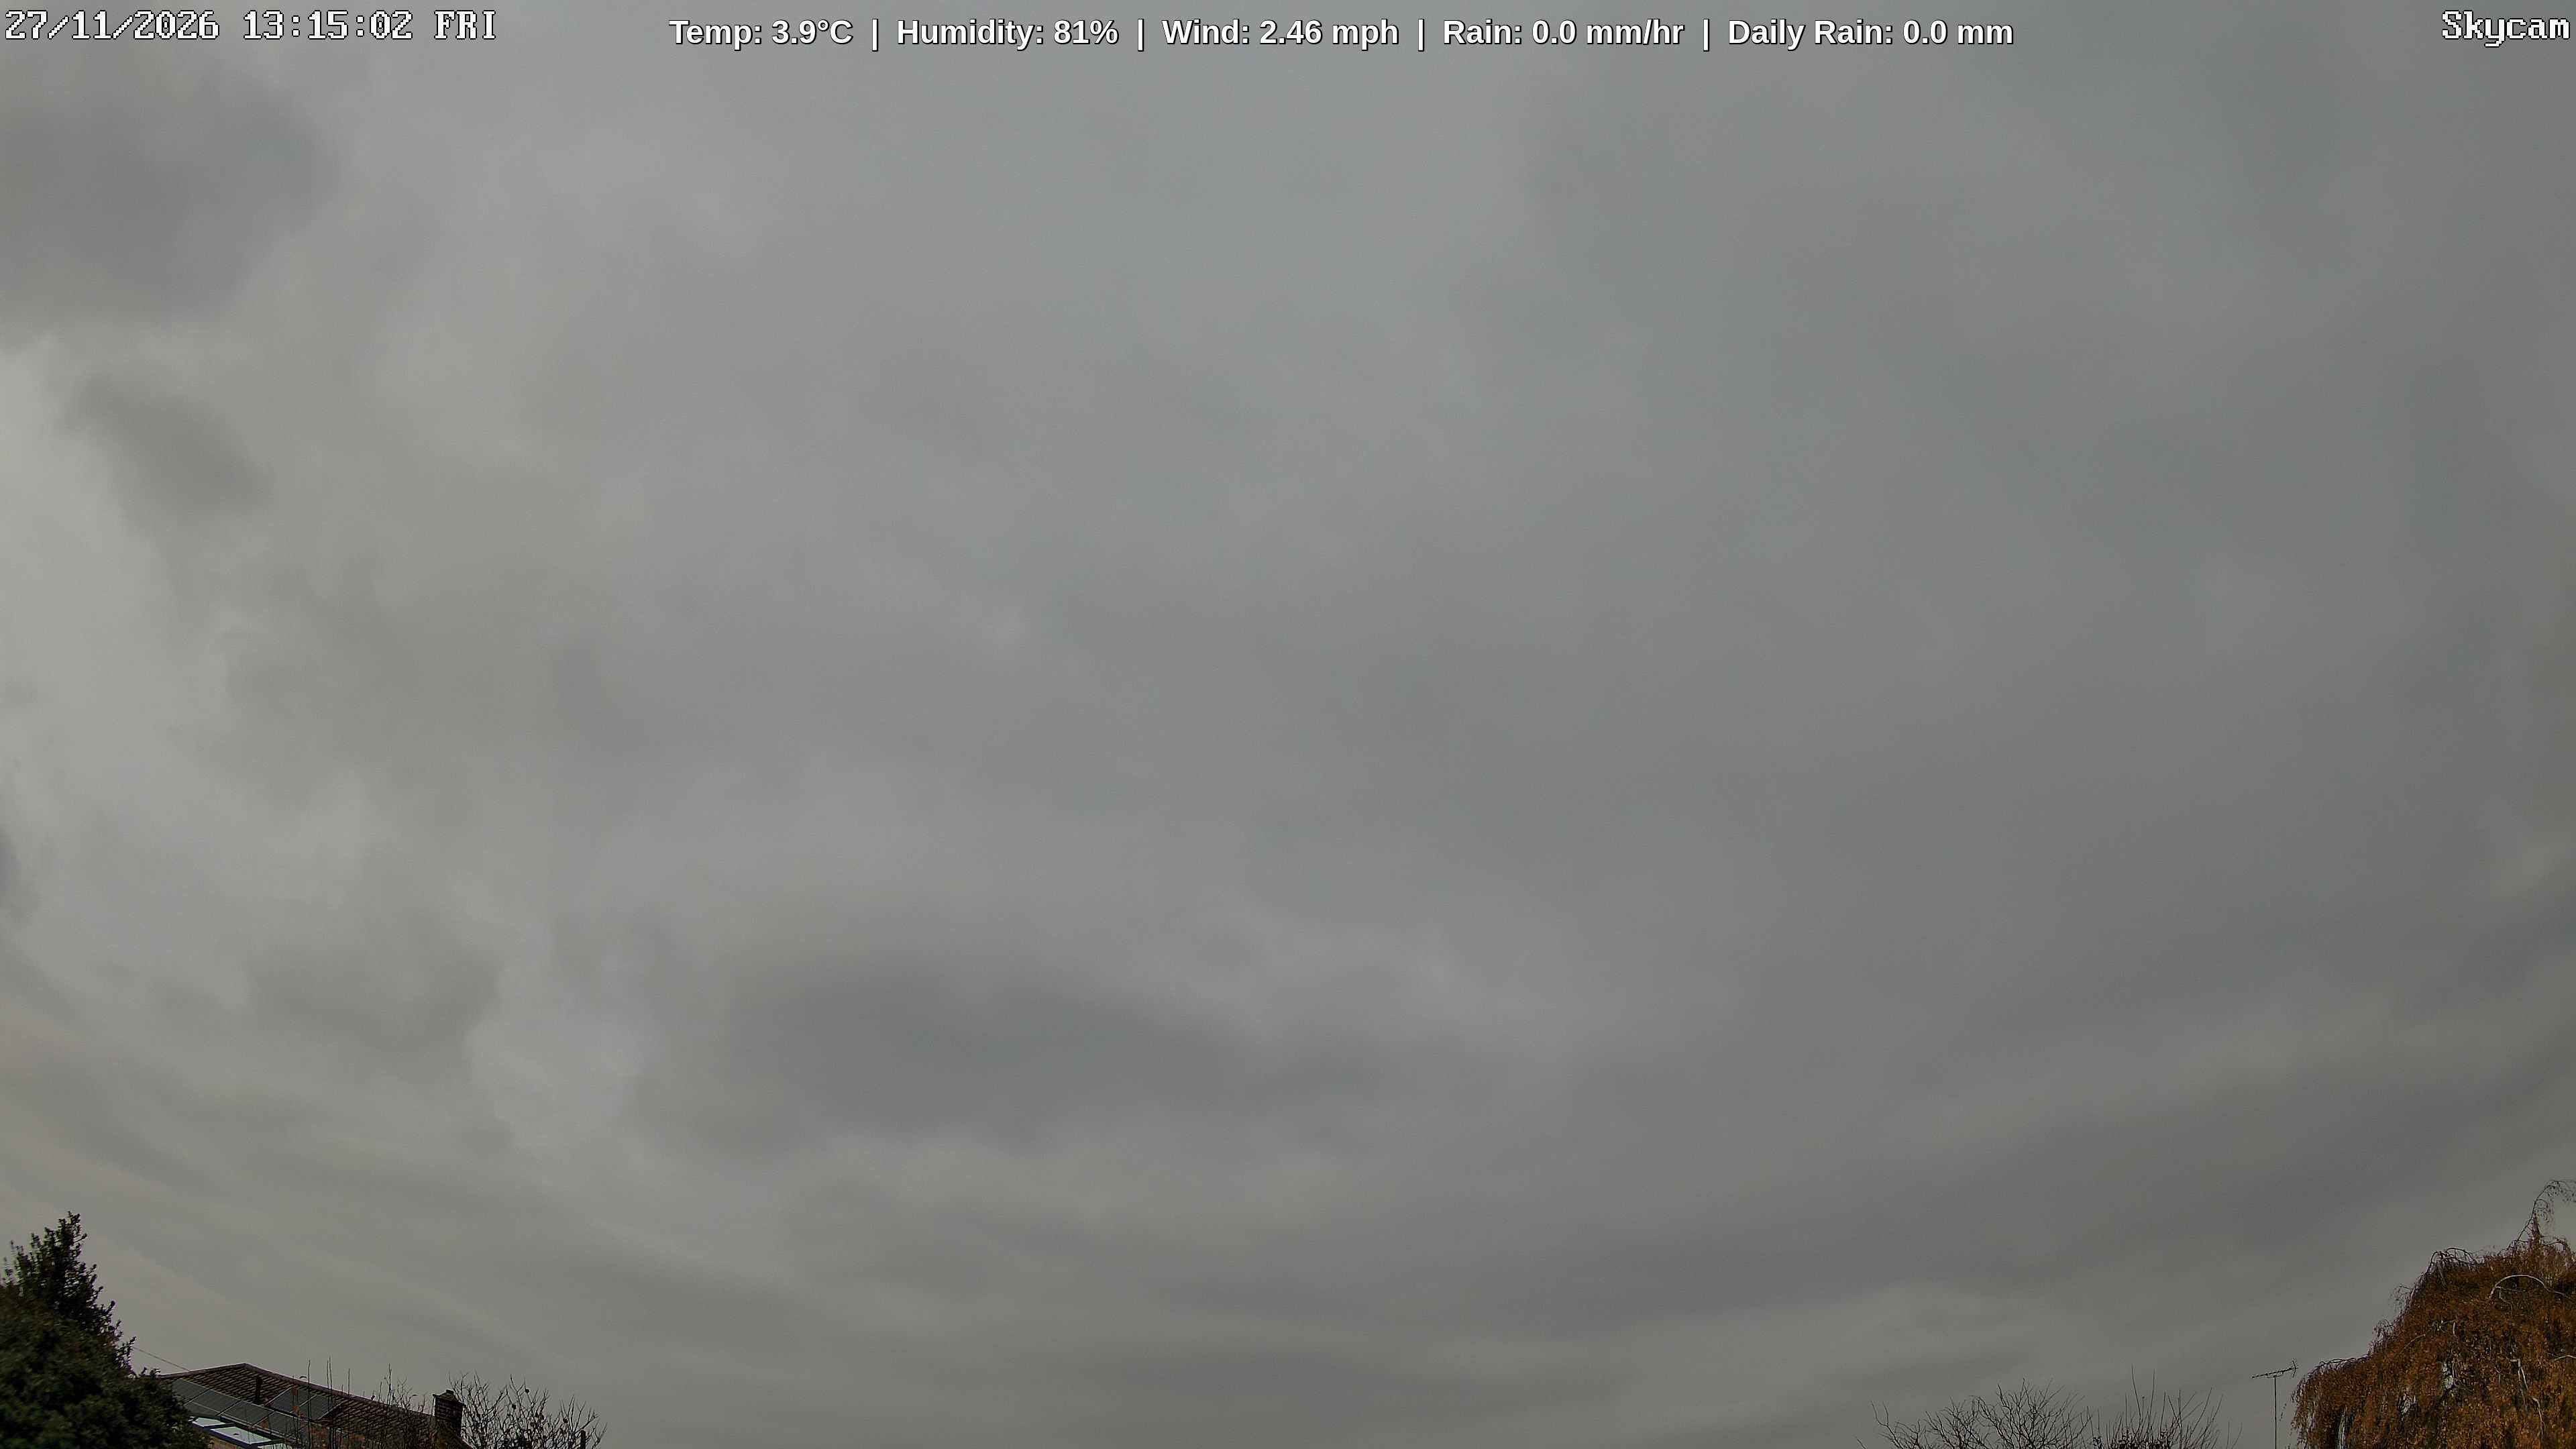 27/11/2026 13:15:02 FRI
Temp: 3.9°C | Humidity: 81% | Wind: 2.46 mph | Rain: 0.0 mm/hr | Daily Rain: 0.0 mm
Skycam